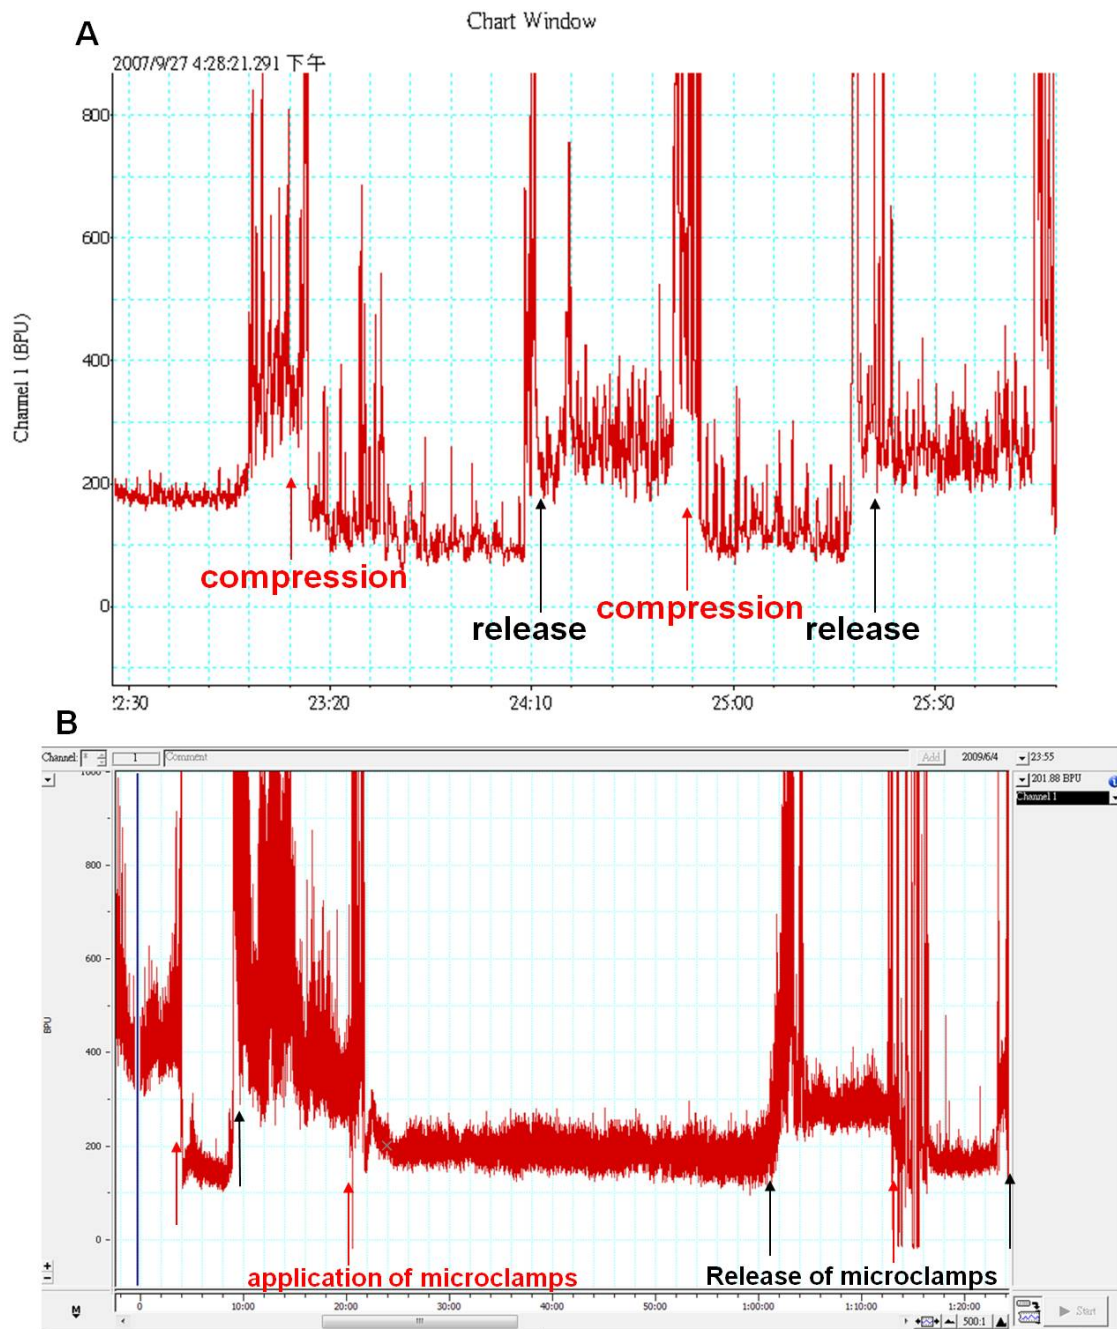 A
Chart Window
2007/9/27 4:28:21.291 下午
800
600
400
200
0
Channel 1 (BPU)
compression
release
compression
release
22:30
23:20
24:10
25:00
25:50
B
Channel:
1
Comment
Add
2009/6/4
23:55
201.88 BPU
Channel 1
1000
800
600
400
200
0
BPU
application of microclamps
Release of microclamps
M
0
10:00
20:00
30:00
40:00
50:00
1:00:00
1:10:00
1:20:00
500:1
Start